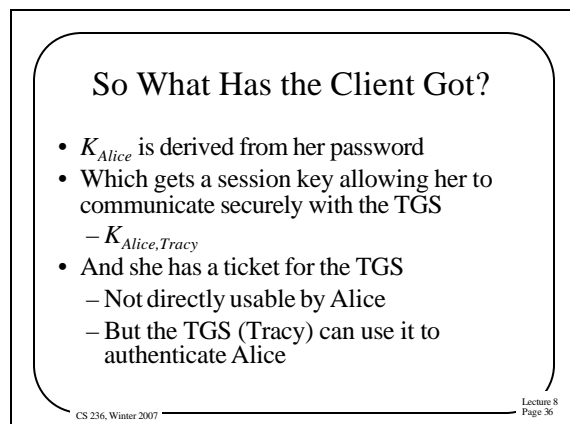 So What Has the Client Got?
• K_Alice is derived from her password
• Which gets a session key allowing her to
communicate securely with the TGS
– K_Alice,Tracy
• And she has a ticket for the TGS
– Not directly usable by Alice
– But the TGS (Tracy) can use it to
authenticate Alice
CS 236, Winter 2007
Lecture 8
Page 36